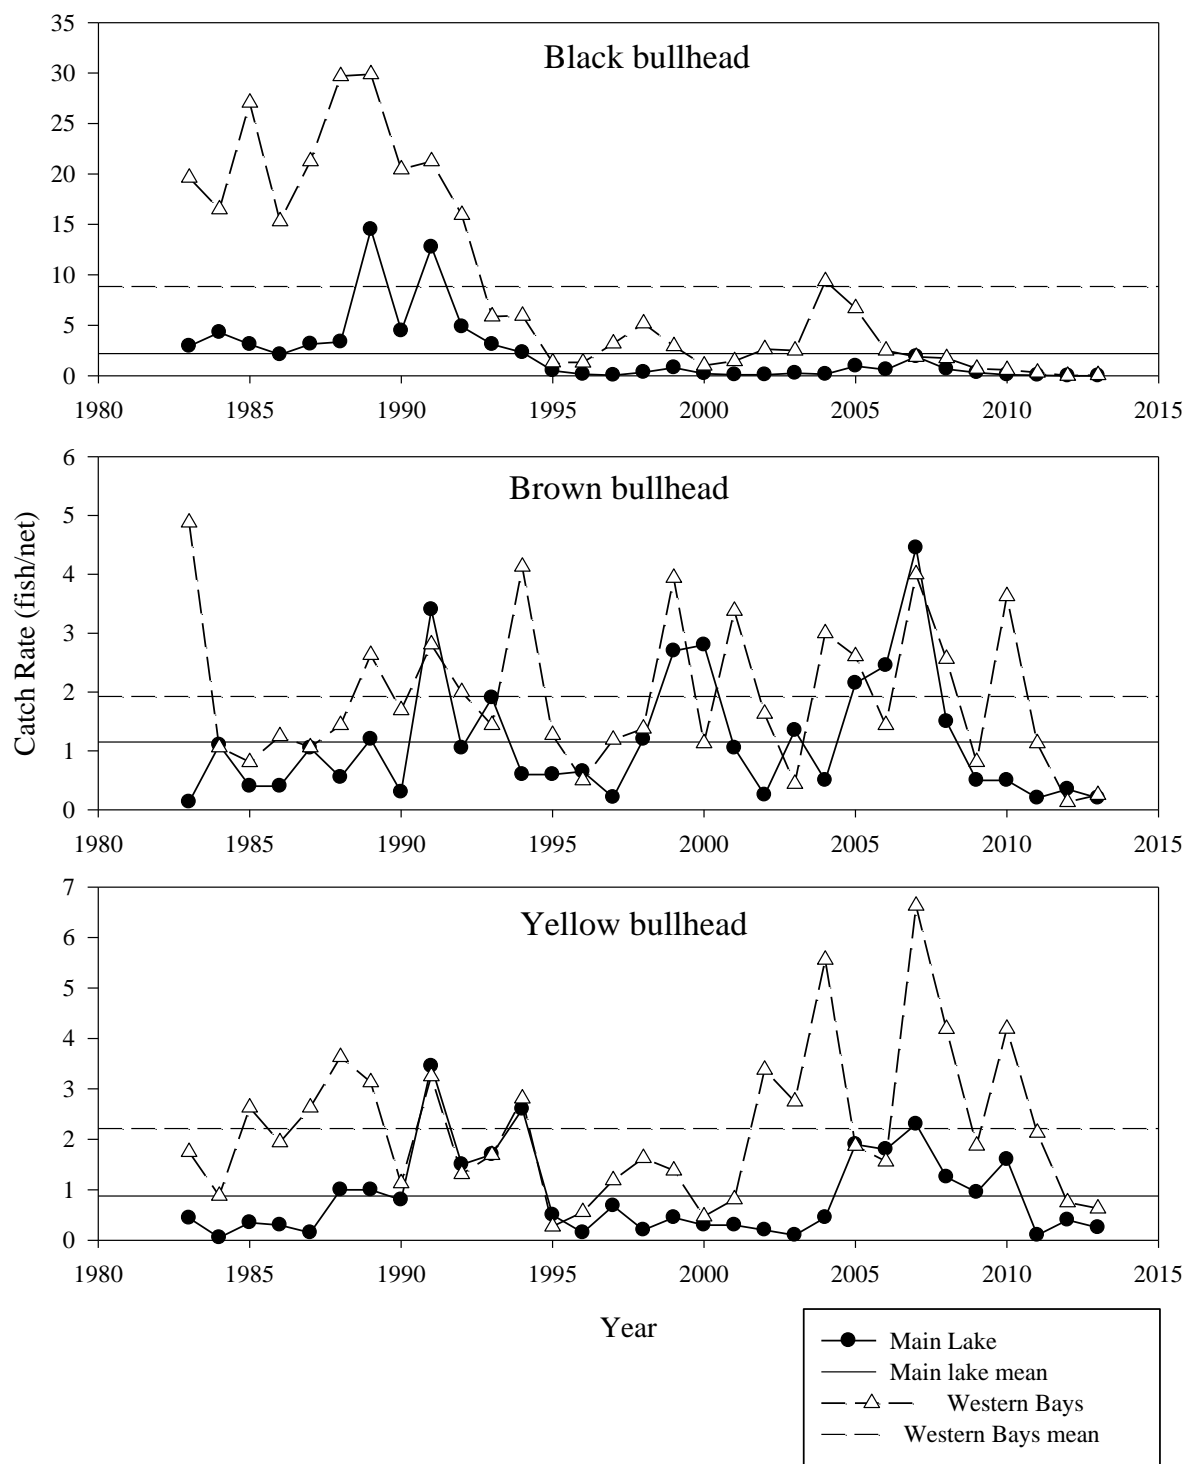 35
Black bullhead
30
25
20
15
10
5
0
1980 1985 1990 1995 2000 2005 2010 2015
6
Brown bullhead
5
4
3
2
1
0
1980 1985 1990 1995 2000 2005 2010 2015
Catch Rate (fish/net)
7
Yellow bullhead
6
5
4
3
2
1
0
1980 1985 1990 1995 2000 2005 2010 2015
Year
Main Lake
Main lake mean
Western Bays
Western Bays mean